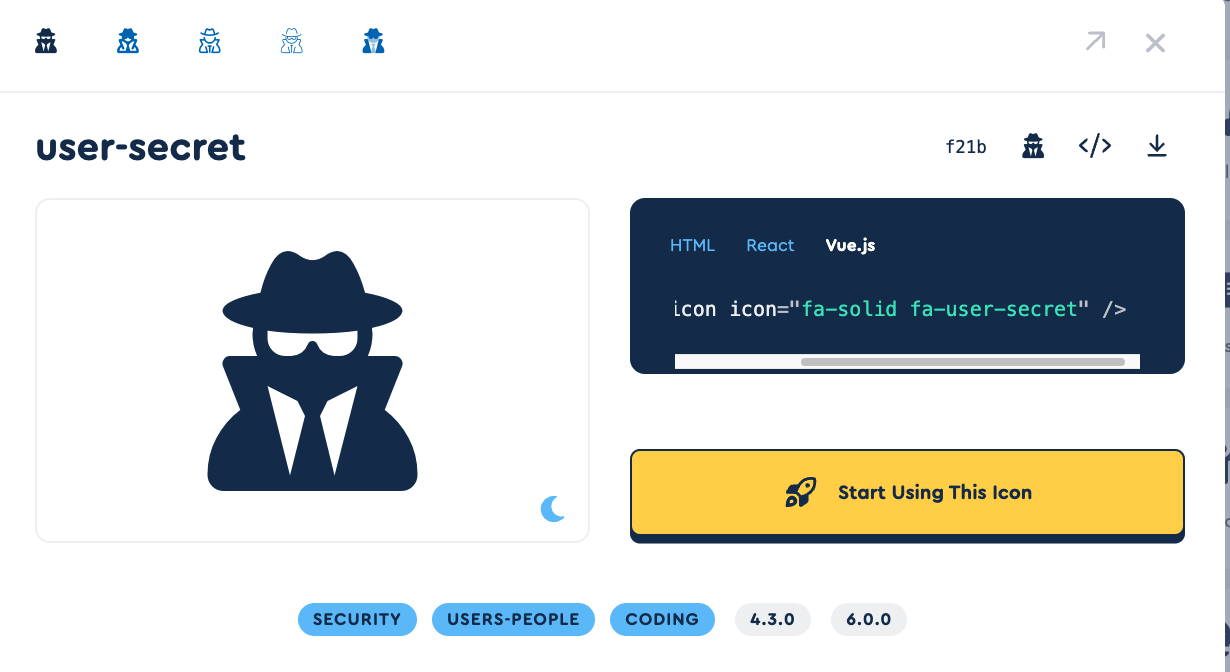 user-secret
f21b
HTML React Vue.js
icon icon="fa-solid fa-user-secret" />
Start Using This Icon
SECURITY USERS-PEOPLE CODING 4.3.0 6.0.0